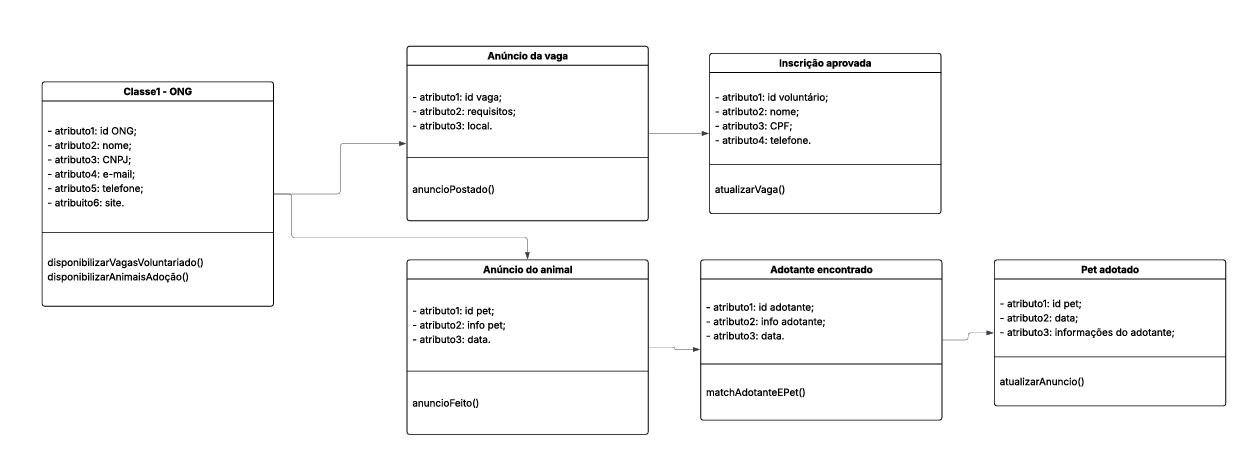 Classe1 - ONG
- atributo1: id ONG;
- atributo2: nome;
- atributo3: CNPJ;
- atributo4: e-mail;
- atributo5: telefone;
- atribuito6: site.
disponibilizarVagasVoluntariado()
disponibilizarAnimaisAdoção()
Anúncio da vaga
- atributo1: id vaga;
- atributo2: requisitos;
- atributo3: local.
anuncioPostado()
Inscrição aprovada
- atributo1: id voluntário;
- atributo2: nome;
- atributo3: CPF;
- atributo4: telefone.
atualizarVaga()
Anúncio do animal
- atributo1: id pet;
- atributo2: info pet;
- atributo3: data.
anuncioFeito()
Adotante encontrado
- atributo1: id adotante;
- atributo2: info adotante;
- atributo3: data.
matchAdotanteEPet()
Pet adotado
- atributo1: id pet;
- atributo2: data;
- atributo3: informações do adotante;
atualizarAnuncio()